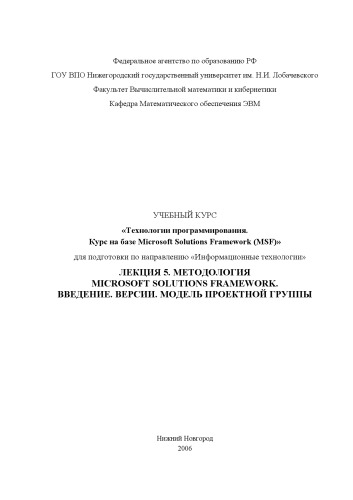 Федеральное агентство по образованию РФ
ГОУ ВПО Нижегородский государственный университет им. Н.И. Лобачевского
Факультет Вычислительной математики и кибернетики
Кафедра Математического обеспечения ЭВМ
УЧЕБНЫЙ КУРС
«Технологии программирования.
Курс на базе Microsoft Solutions Framework (MSF)»
для подготовки по направлению «Информационные технологии»
ЛЕКЦИЯ 5. МЕТОДОЛОГИЯ
MICROSOFT SOLUTIONS FRAMEWORK.
ВВЕДЕНИЕ. ВЕРСИИ. МОДЕЛЬ ПРОЕКТНОЙ ГРУППЫ
Нижний Новгород
2006